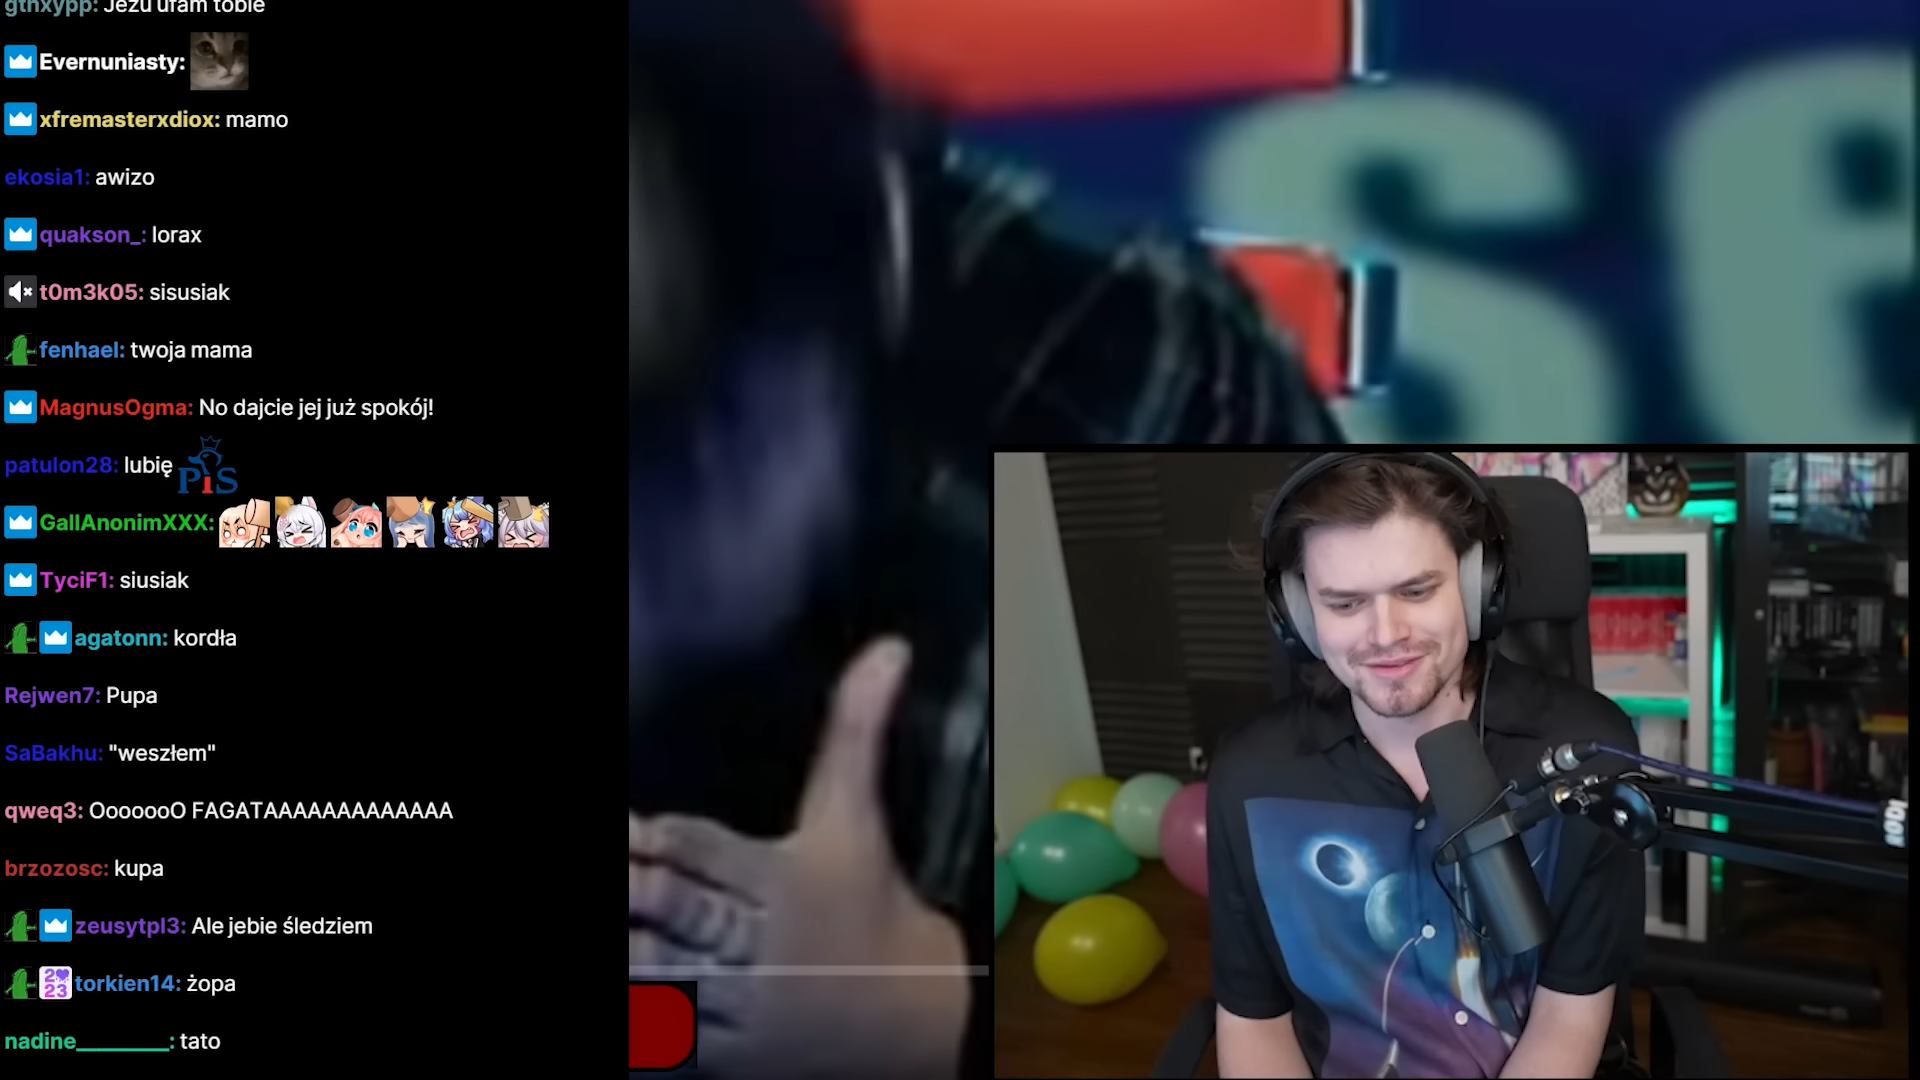 gthxypp: Jezu ufam tobie
Evernuniasty:
xfremasterxdiox: mamo
ekosia1: awizo
quakson_: lorax
t0m3k05: sisusiak
fenhael: twoja mama
MagnusOgma: No dajcie jej już spokój!
patulon28: lubię PiS
GallAnonimXXX:
TyciF1: siusiak
agatonn: kordła
Rejwen7: Pupa
SaBakhu: "weszłem"
qweq3: OoooooO FAGATAAAAAAAAAAAAA
brzozosc: kupa
zeusytpl3: Ale jebie śledziem
torkien14: żopa
nadine________: tato